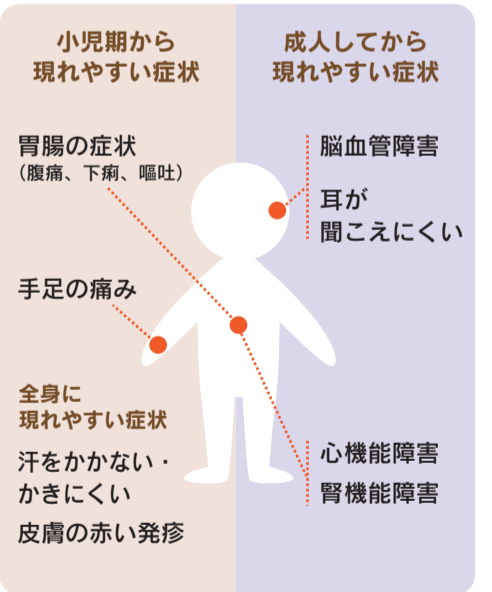 小児期から
現れやすい症状
胃腸の症状
（腹痛、下痢、嘔吐）
手足の痛み
全身に
現れやすい症状
汗をかかない・
かきにくい
皮膚の赤い発疹
成人してから
現れやすい症状
脳血管障害
耳が
聞こえにくい
心機能障害
腎機能障害